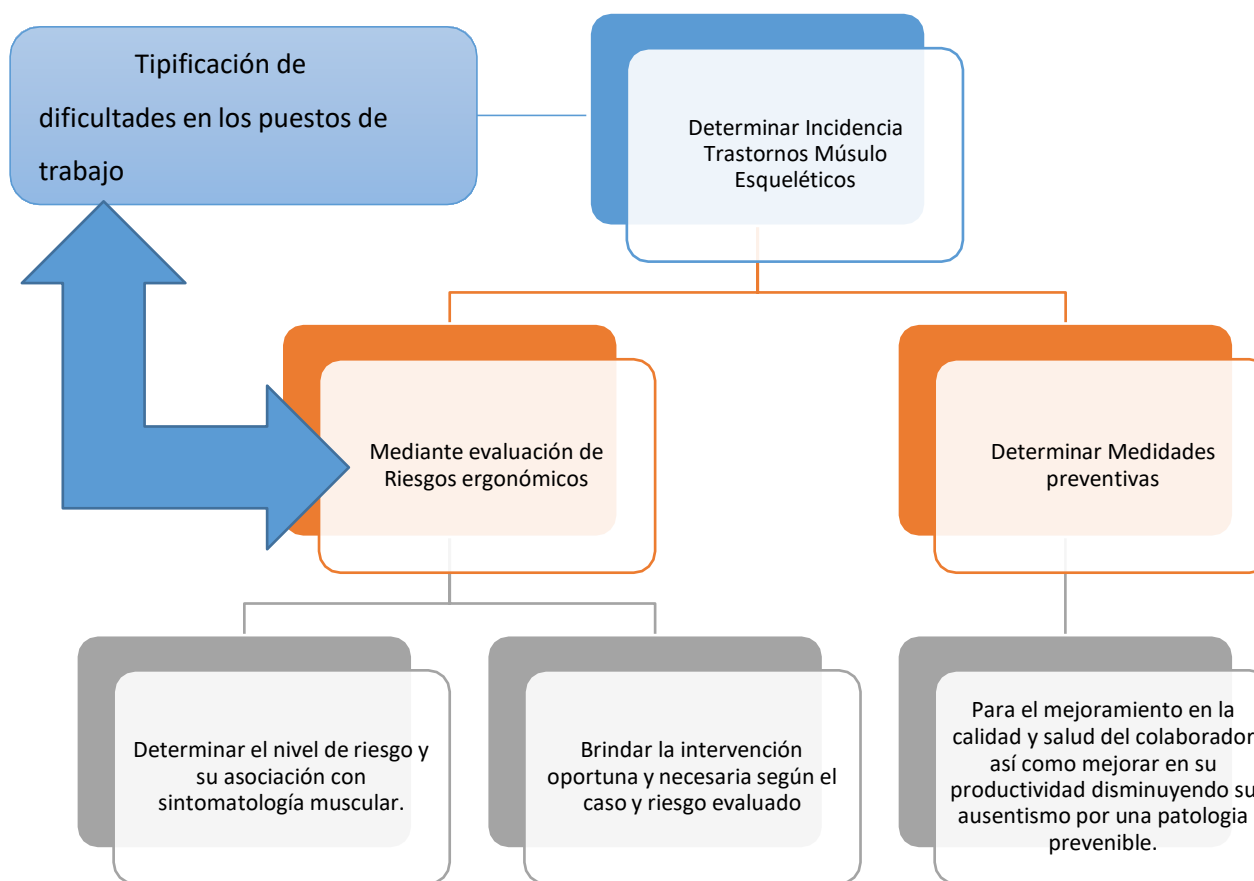 Tipificación de
dificultades en los puestos de
trabajo
Determinar Incidencia
Trastornos Músulo
Esqueléticos
Mediante evaluación de
Riesgos ergonómicos
Determinar Medidades
preventivas
Determinar el nivel de riesgo y
su asociación con
sintomatología muscular.
Brindar la intervención
oportuna y necesaria según el
caso y riesgo evaluado
Para el mejoramiento en la
calidad y salud del colaborador
así como mejorar en su
productividad disminuyendo su
ausentismo por una patologia
prevenible.